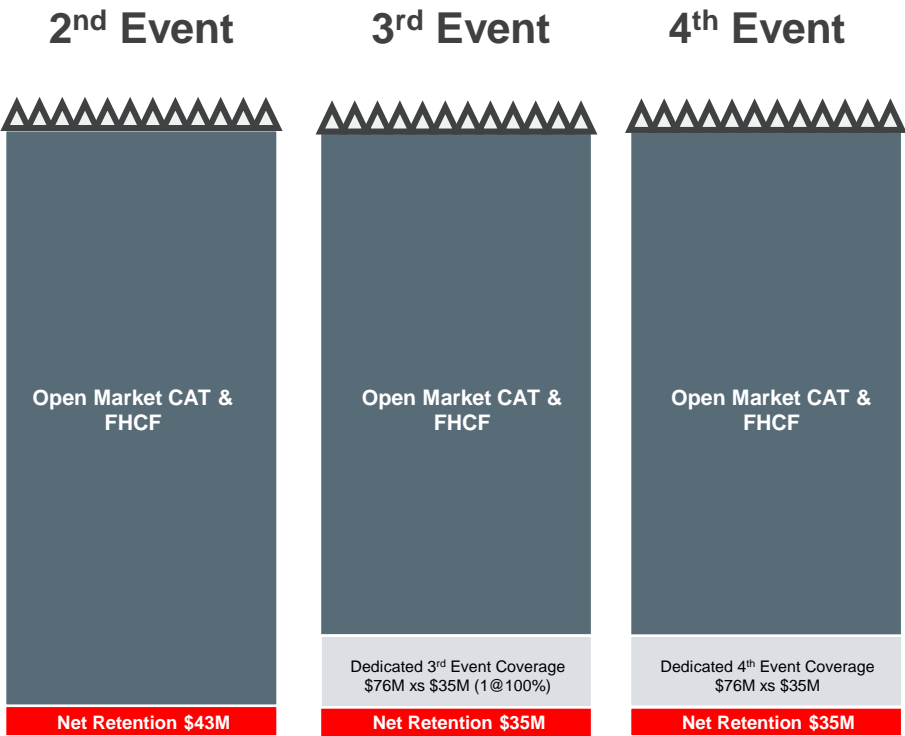 2nd Event
3rd Event
4th Event
Open Market CAT &
FHCF
Open Market CAT &
FHCF
Open Market CAT &
FHCF
Dedicated 3rd Event Coverage
$76M xs $35M (1@100%)
Dedicated 4th Event Coverage
$76M xs $35M
Net Retention $43M
Net Retention $35M
Net Retention $35M